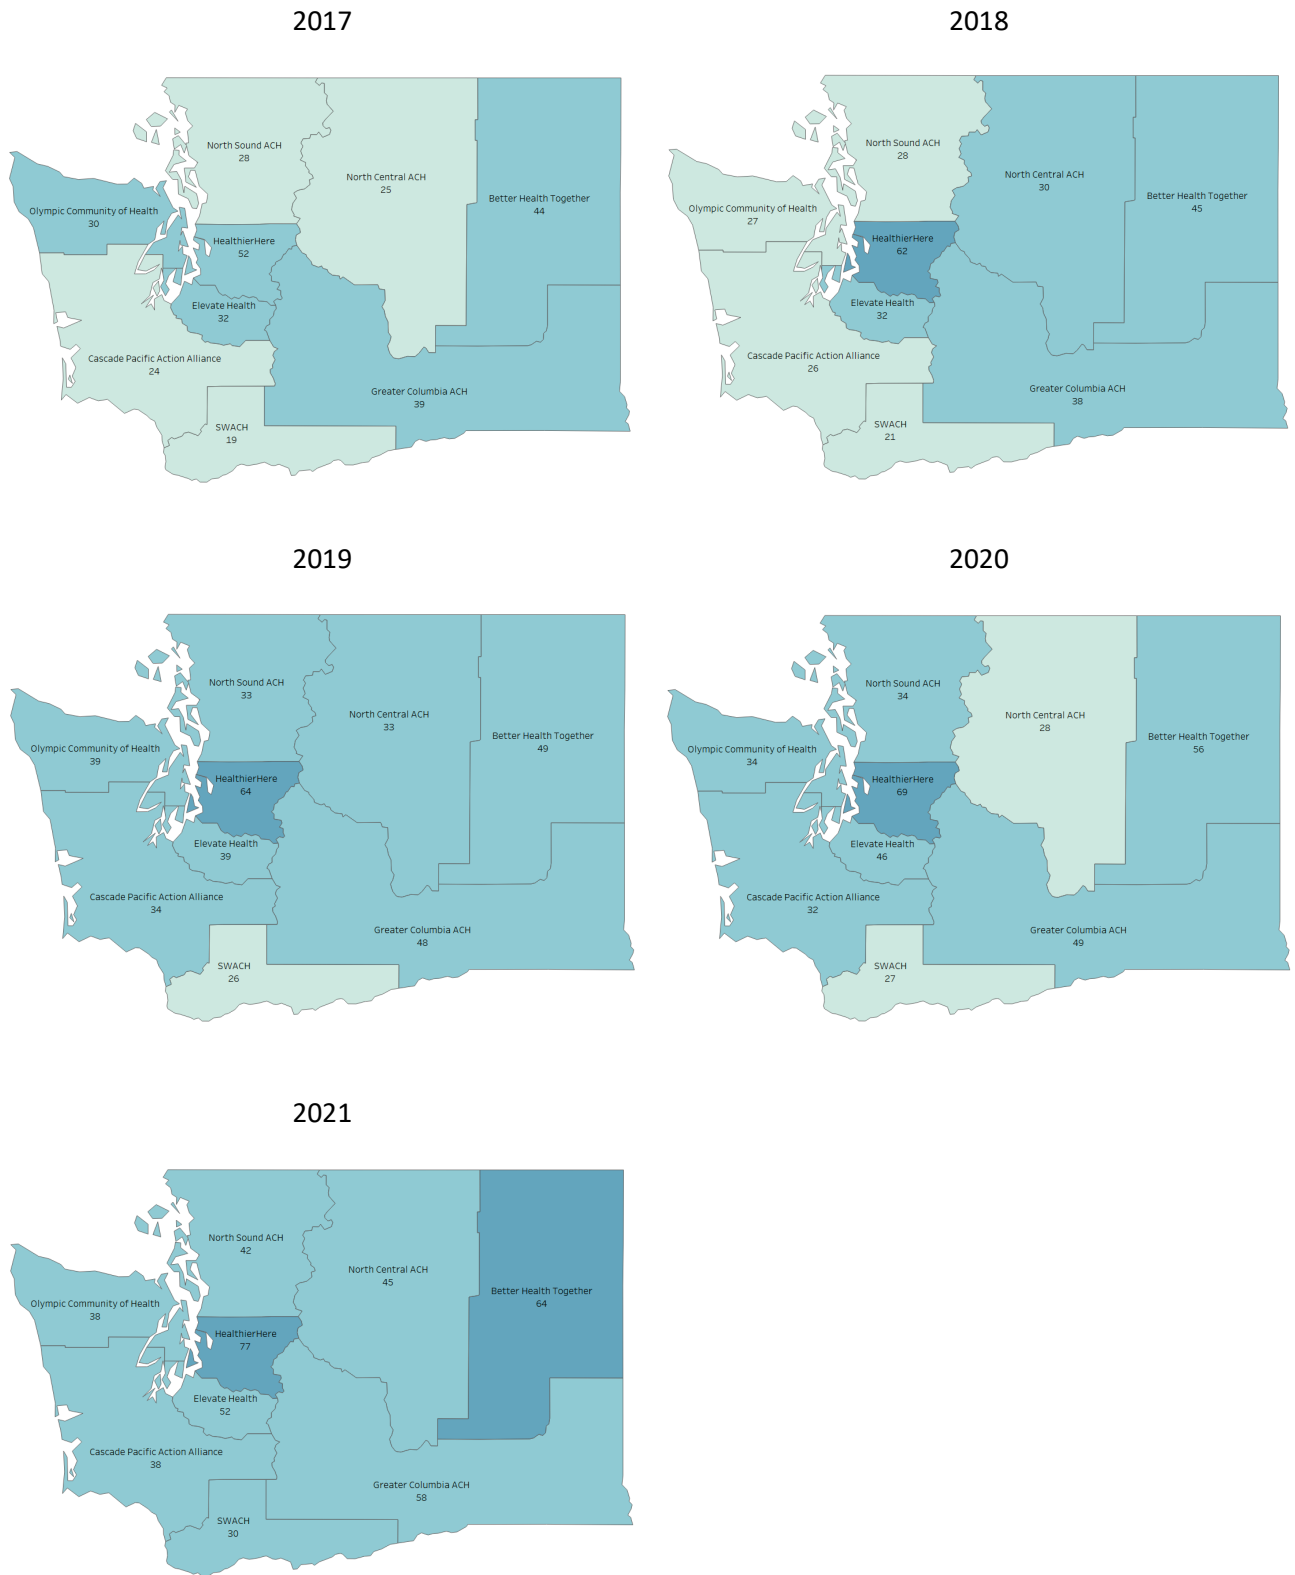 2017
North Sound ACH
28
North Central ACH
25
Better Health Together
44
Olympic Community of Health
30
HealthierHere
52
Elevate Health
32
Cascade Pacific Action Alliance
24
Greater Columbia ACH
39
SWACH
19
2018
North Sound ACH
28
North Central ACH
30
Better Health Together
45
Olympic Community of Health
27
HealthierHere
62
Elevate Health
32
Cascade Pacific Action Alliance
26
Greater Columbia ACH
38
SWACH
21
2019
North Sound ACH
33
North Central ACH
33
Better Health Together
49
Olympic Community of Health
39
HealthierHere
64
Elevate Health
39
Cascade Pacific Action Alliance
34
Greater Columbia ACH
48
SWACH
26
2020
North Sound ACH
34
North Central ACH
28
Better Health Together
56
Olympic Community of Health
34
HealthierHere
69
Elevate Health
46
Cascade Pacific Action Alliance
32
Greater Columbia ACH
49
SWACH
27
2021
North Sound ACH
42
North Central ACH
45
Better Health Together
64
Olympic Community of Health
38
HealthierHere
77
Elevate Health
52
Cascade Pacific Action Alliance
38
Greater Columbia ACH
58
SWACH
30